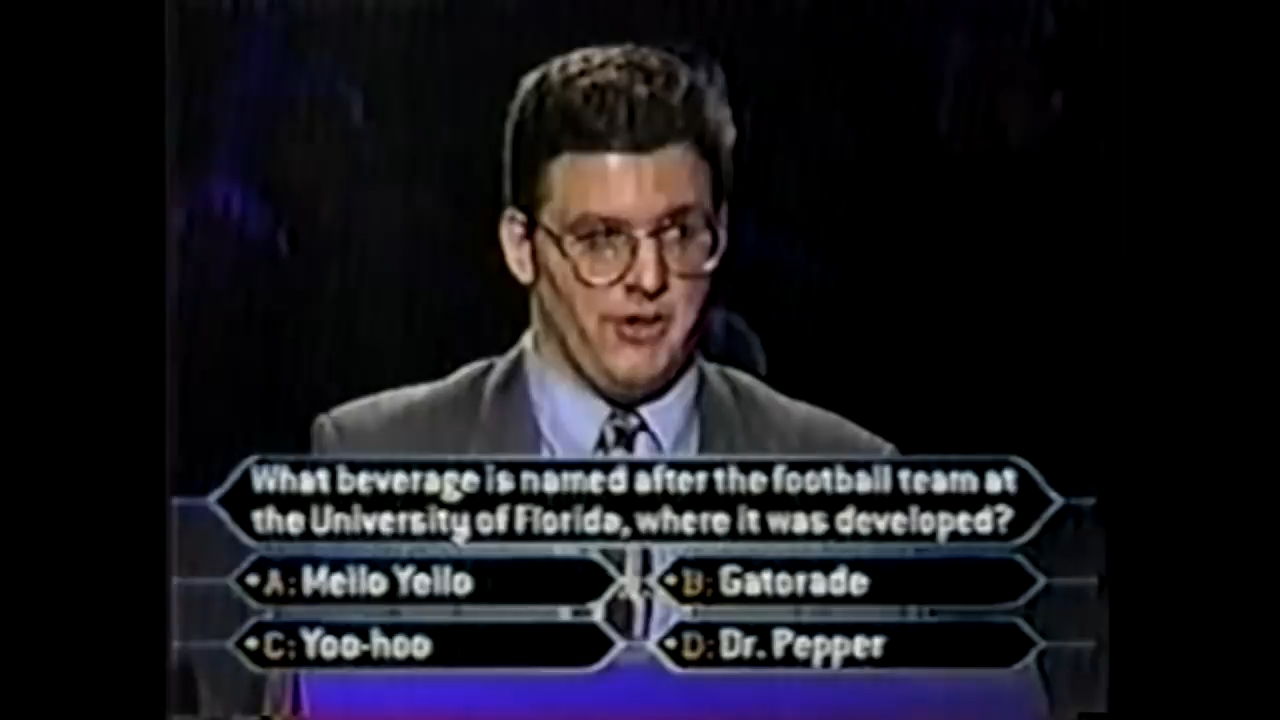 What beverage is named after the football team at
the University of Florida, where it was developed?
A: Mello Yello
B: Gatorade
C: Yoo-hoo
D: Dr. Pepper